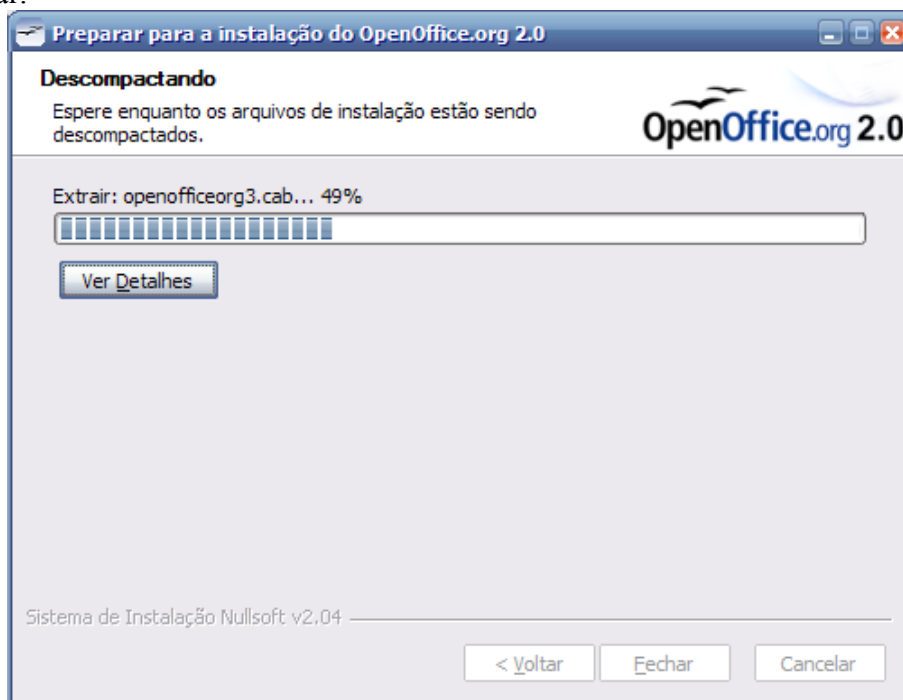 ar.
Preparar para a instalação do OpenOffice.org 2.0
Descompactando
Espere enquanto os arquivos de instalação estão sendo
descompactados.
OpenOffice.org 2.0
Extrair: openofficeorg3.cab... 49%
Ver Detalhes
Sistema de Instalação Nullsoft v2.04
< Voltar
Fechar
Cancelar